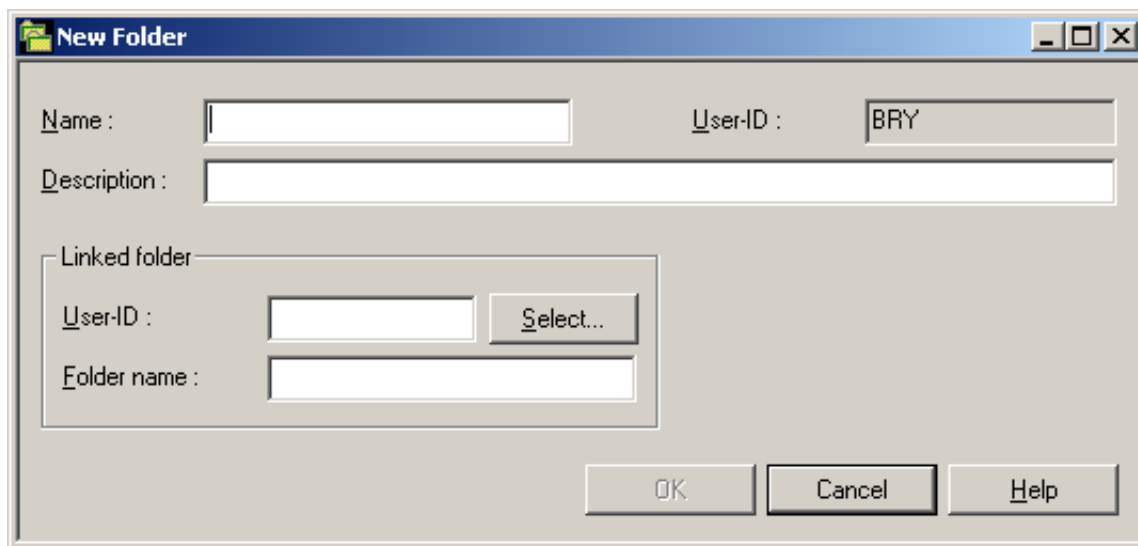 New Folder
Name : User-ID : BRY
Description :
Linked folder
User-ID : Select...
Folder name :
OK Cancel Help